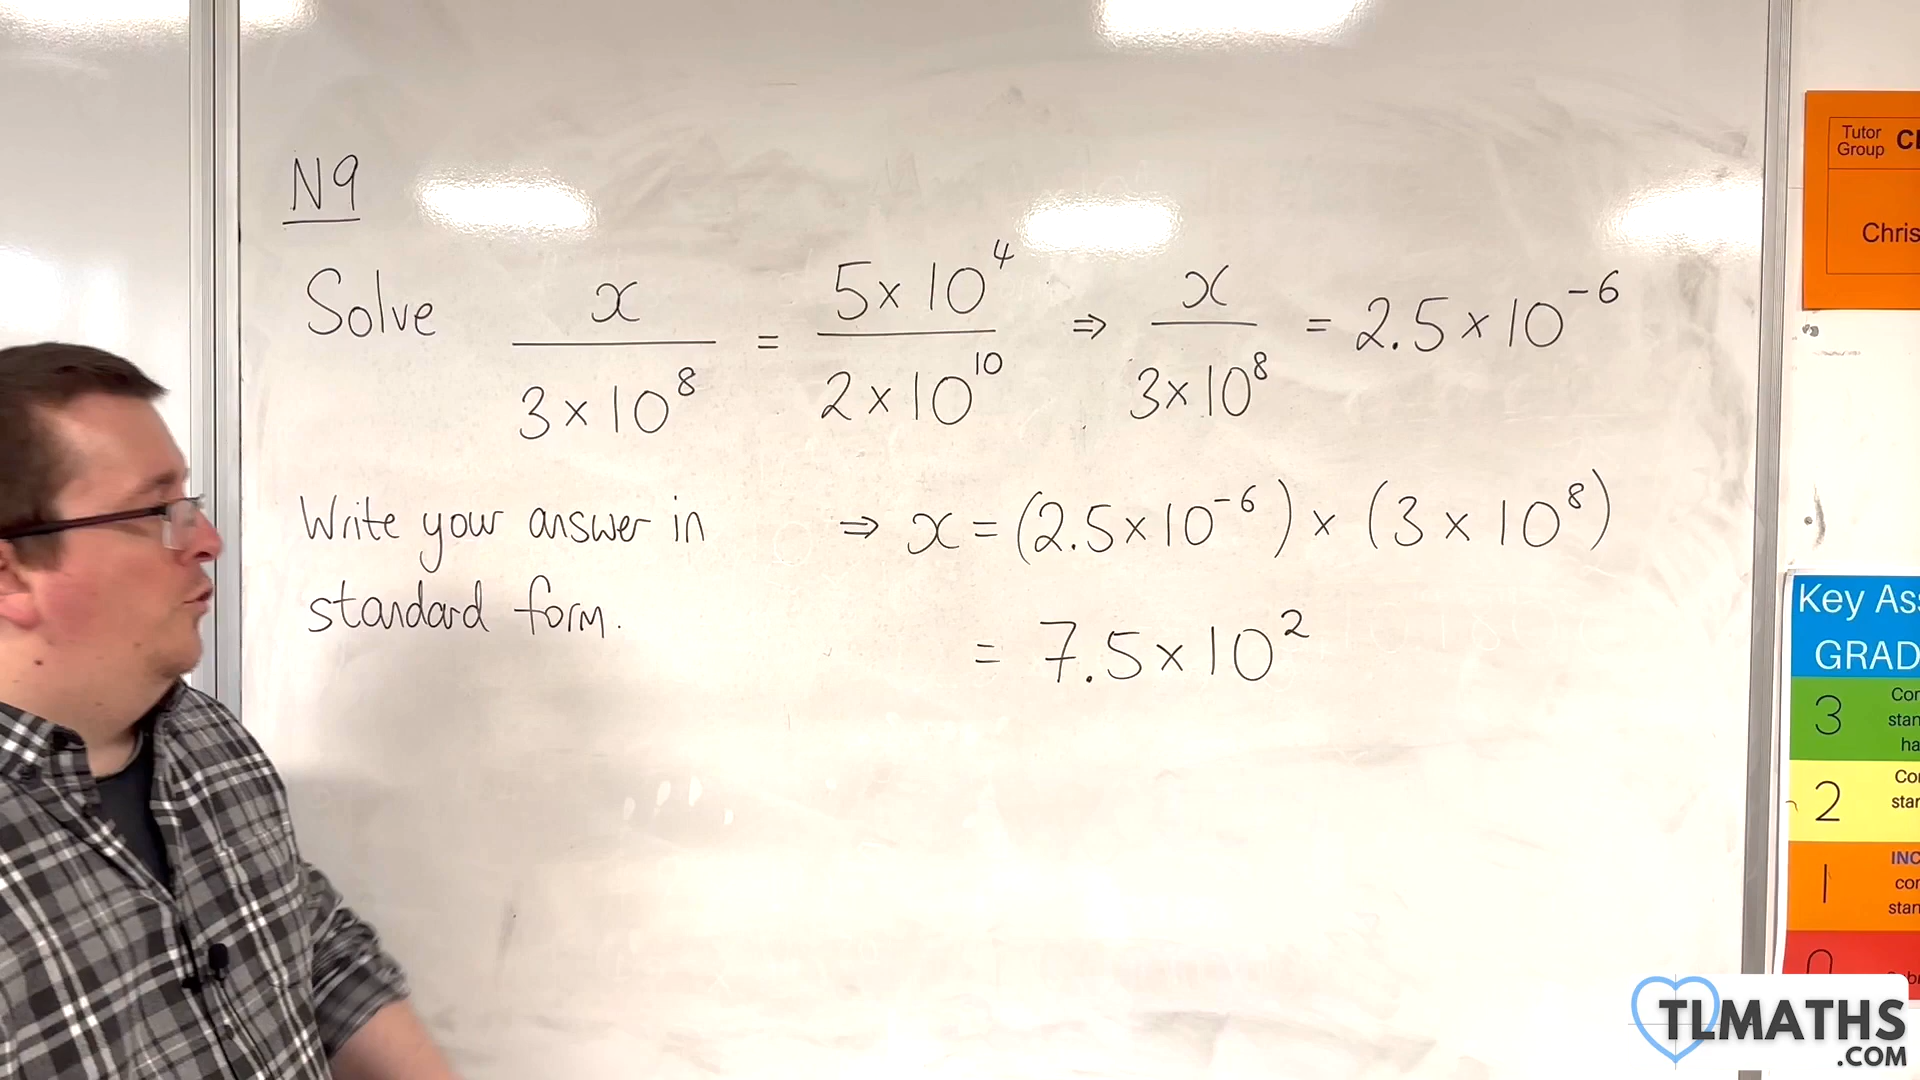 N9
Solve x / 3 × 10^8 = 5 × 10^4 / 2 × 10^10 ⇒ x / 3 × 10^8 = 2.5 × 10^-6
Write your answer in
standard form.
⇒ x = (2.5 × 10^-6) × (3 × 10^8)
= 7.5 × 10^2
Tutor
Group
Chris
Key
GRAD
3
2
1
TLMATHS
.COM